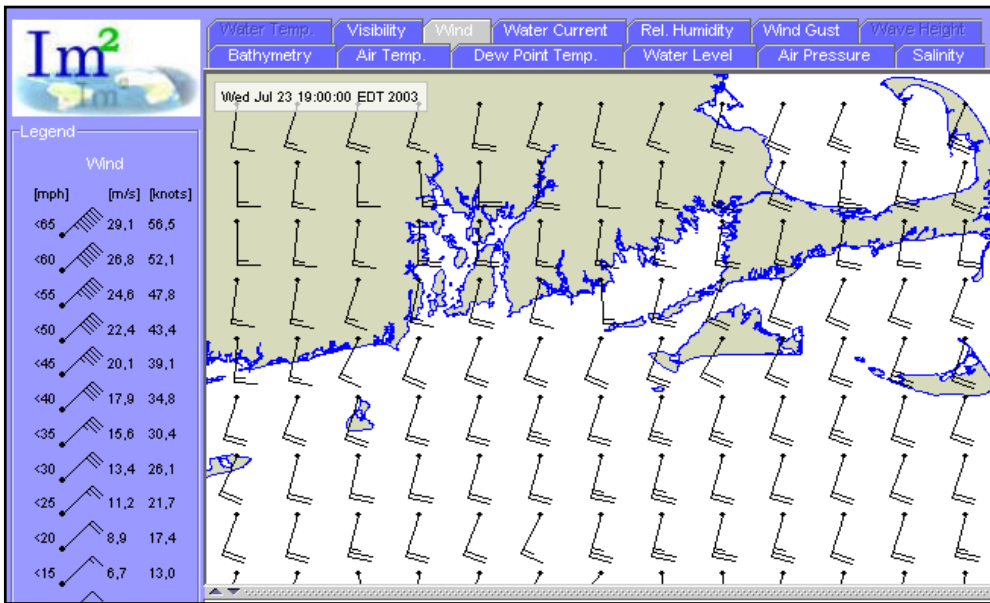 Im2
Im2
Water Temp. Visibility Wind Water Current Rel. Humidity Wind Gust Wave Height
Bathymetry Air Temp. Dew Point Temp. Water Level Air Pressure Salinity
Wed Jul 23 19:00:00 EDT 2003
Legend
Wind
[mph] [m/s] [knots]
<65 29,1 56,5
<60 26,8 52,1
<55 24,6 47,8
<50 22,4 43,4
<45 20,1 39,1
<40 17,9 34,8
<35 15,6 30,4
<30 13,4 26,1
<25 11,2 21,7
<20 8,9 17,4
<15 6,7 13,0